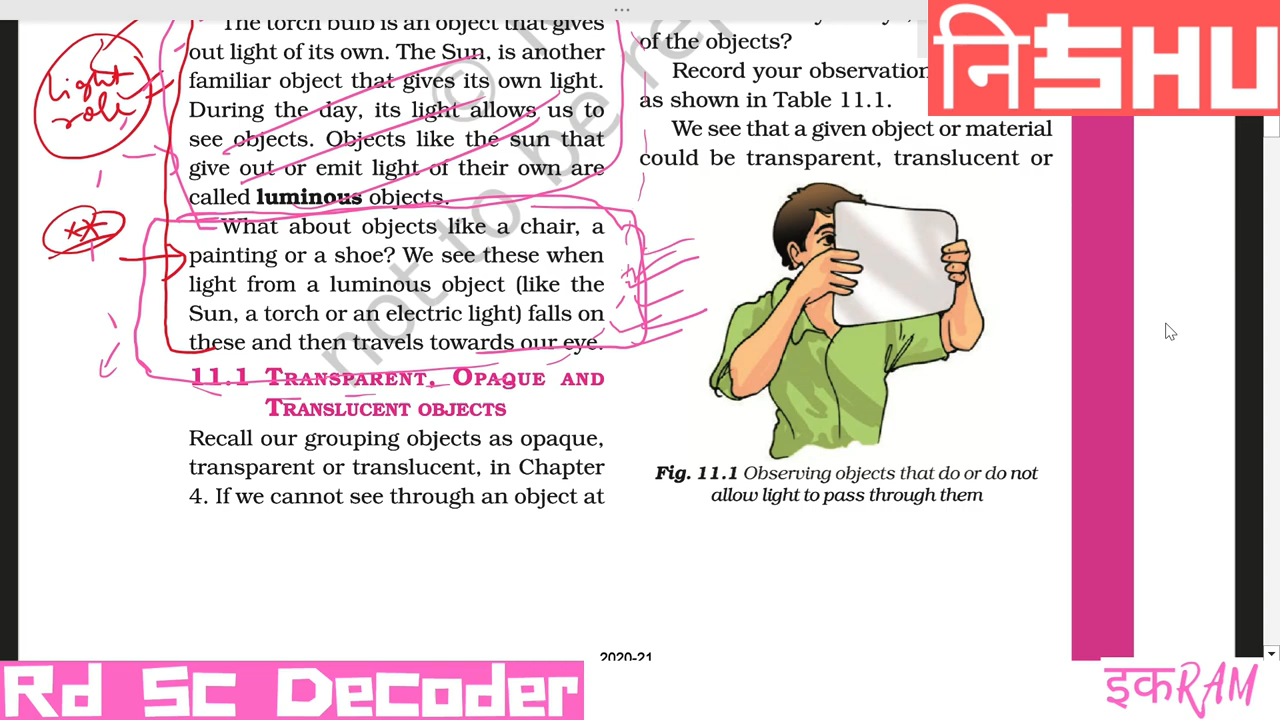 The torch bulb is an object that gives
out light of its own. The Sun, is another
familiar object that gives its own light.
During the day, its light allows us to
see objects. Objects like the sun that
give out or emit light of their own are
called luminous objects.
What about objects like a chair, a
painting or a shoe? We see these when
light from a luminous object (like the
Sun, a torch or an electric light) falls on
these and then travels towards our eye.
11.1 TRANSPARENT, OPAQUE AND
TRANSLUCENT OBJECTS
Recall our grouping objects as opaque,
transparent or translucent, in Chapter
4. If we cannot see through an object at
light
role
of the objects?
Record your observation
as shown in Table 11.1.
We see that a given object or material
could be transparent, translucent or
Fig. 11.1 Observing objects that do or do not
allow light to pass through them
not to be re
©
2020-21
निSHU
Rd SC Decoder
इकRAM